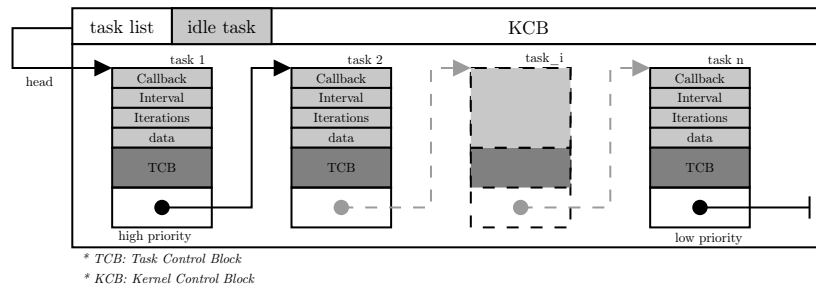 task list idle task KCB
head
task 1 task 2 task_i task n
Callback Callback Callback
Interval Interval Interval
Iterations Iterations Iterations
data data data
TCB TCB TCB
high priority low priority
* TCB: Task Control Block
* KCB: Kernel Control Block